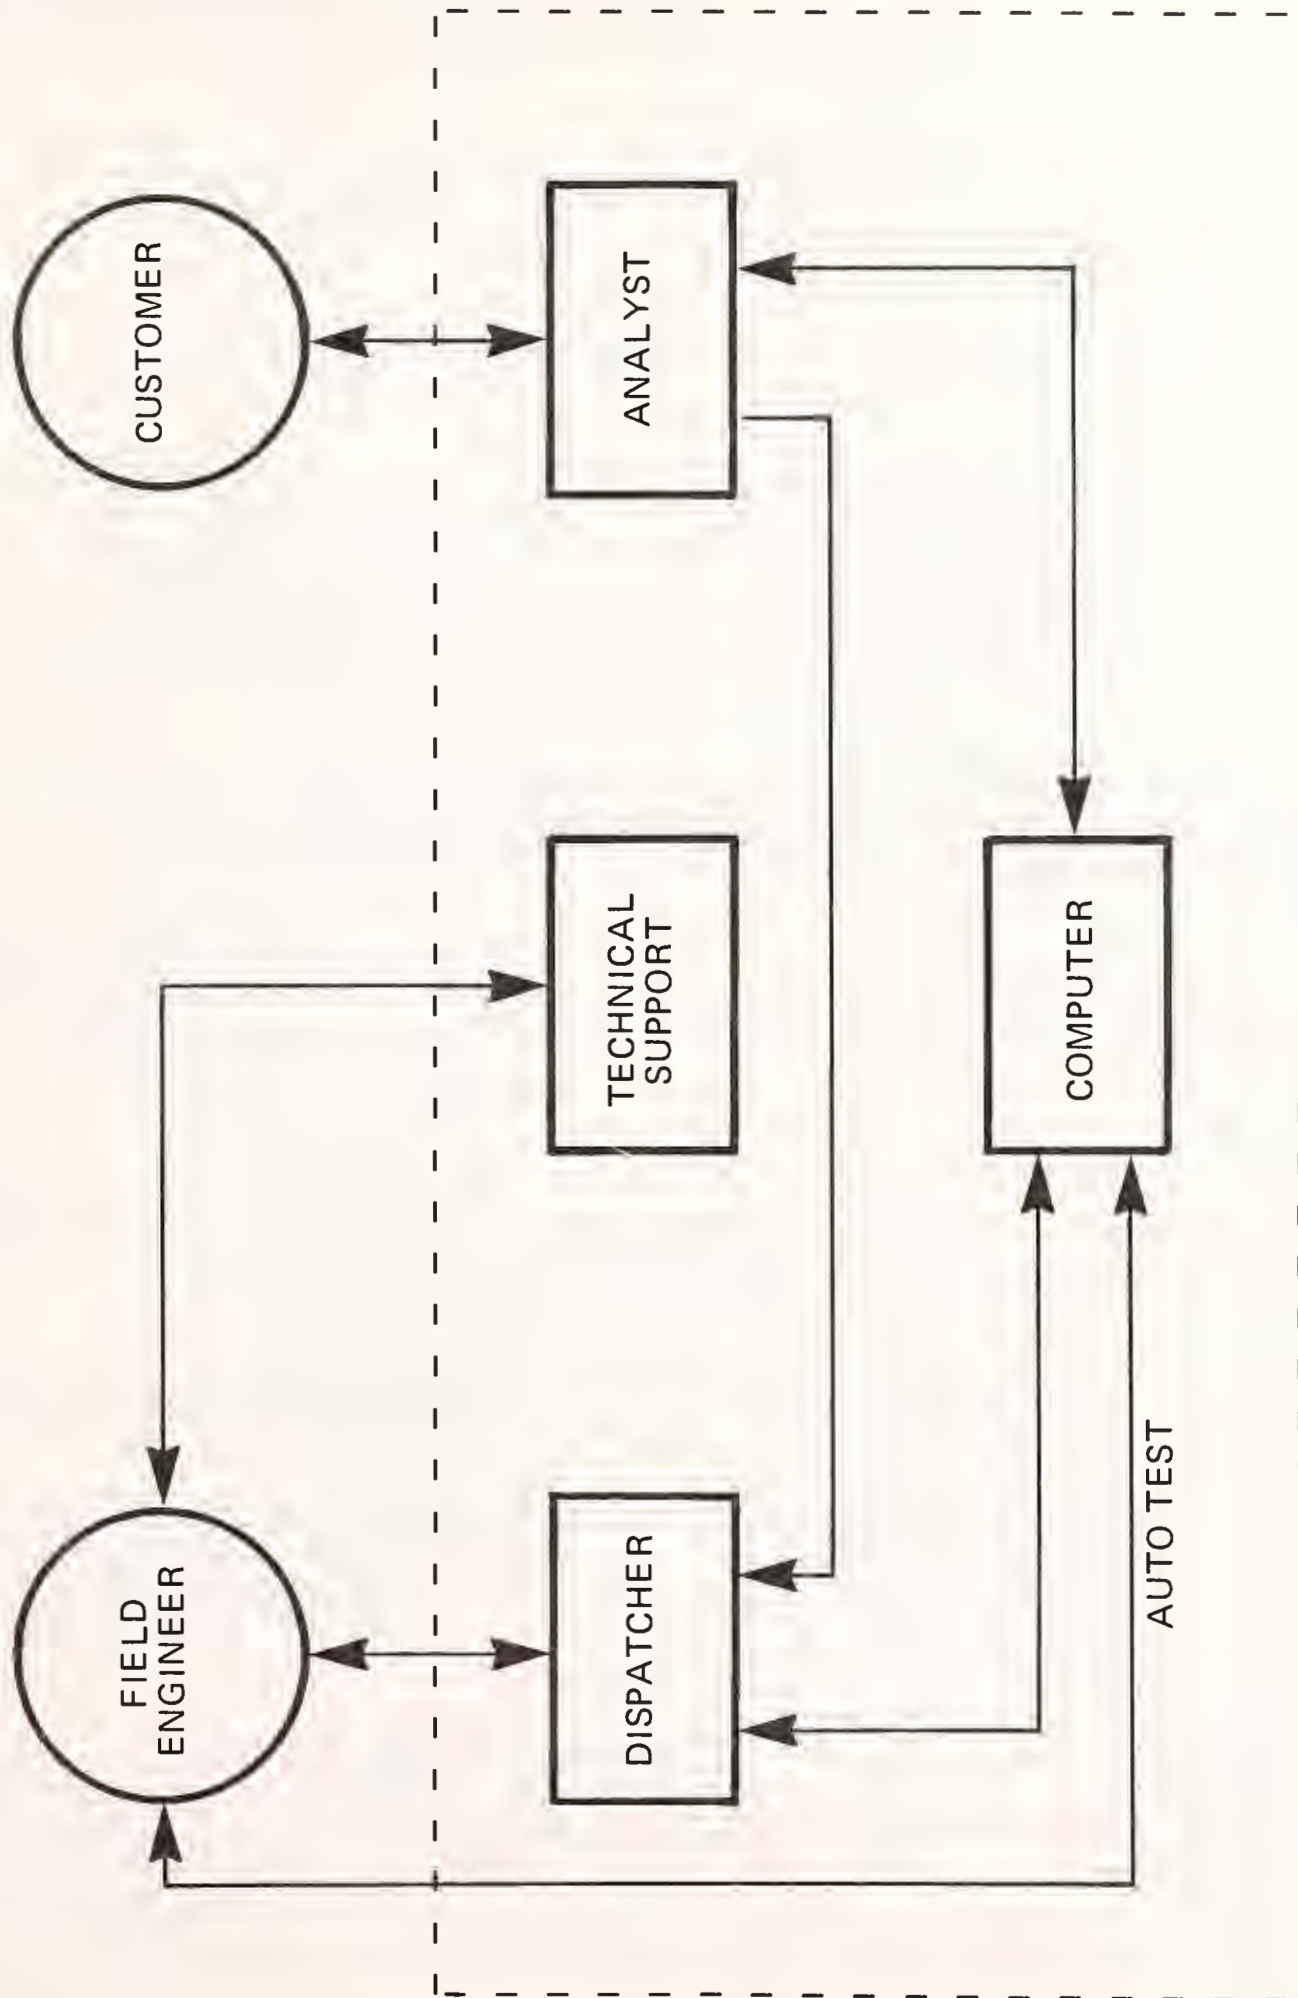 FIELD
ENGINEER
CUSTOMER
DISPATCHER
TECHNICAL
SUPPORT
ANALYST
COMPUTER
AUTO TEST